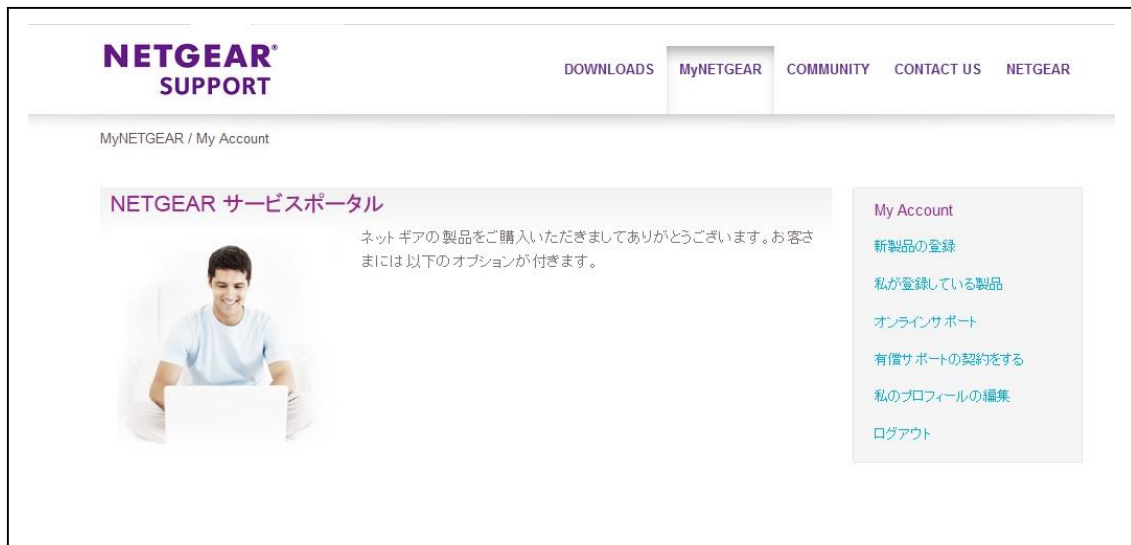 NETGEAR®
SUPPORT
DOWNLOADS
MyNETGEAR
COMMUNITY
CONTACT US
NETGEAR
MyNETGEAR / My Account
NETGEAR サービスポータル
ネットギアの製品をご購入いただきましてありがとうございます。お客さ
まには以下のオプションが付きます。
My Account
新製品の登録
私が登録している製品
オンラインサポート
有償サポートの契約をする
私のプロフィールの編集
ログアウト